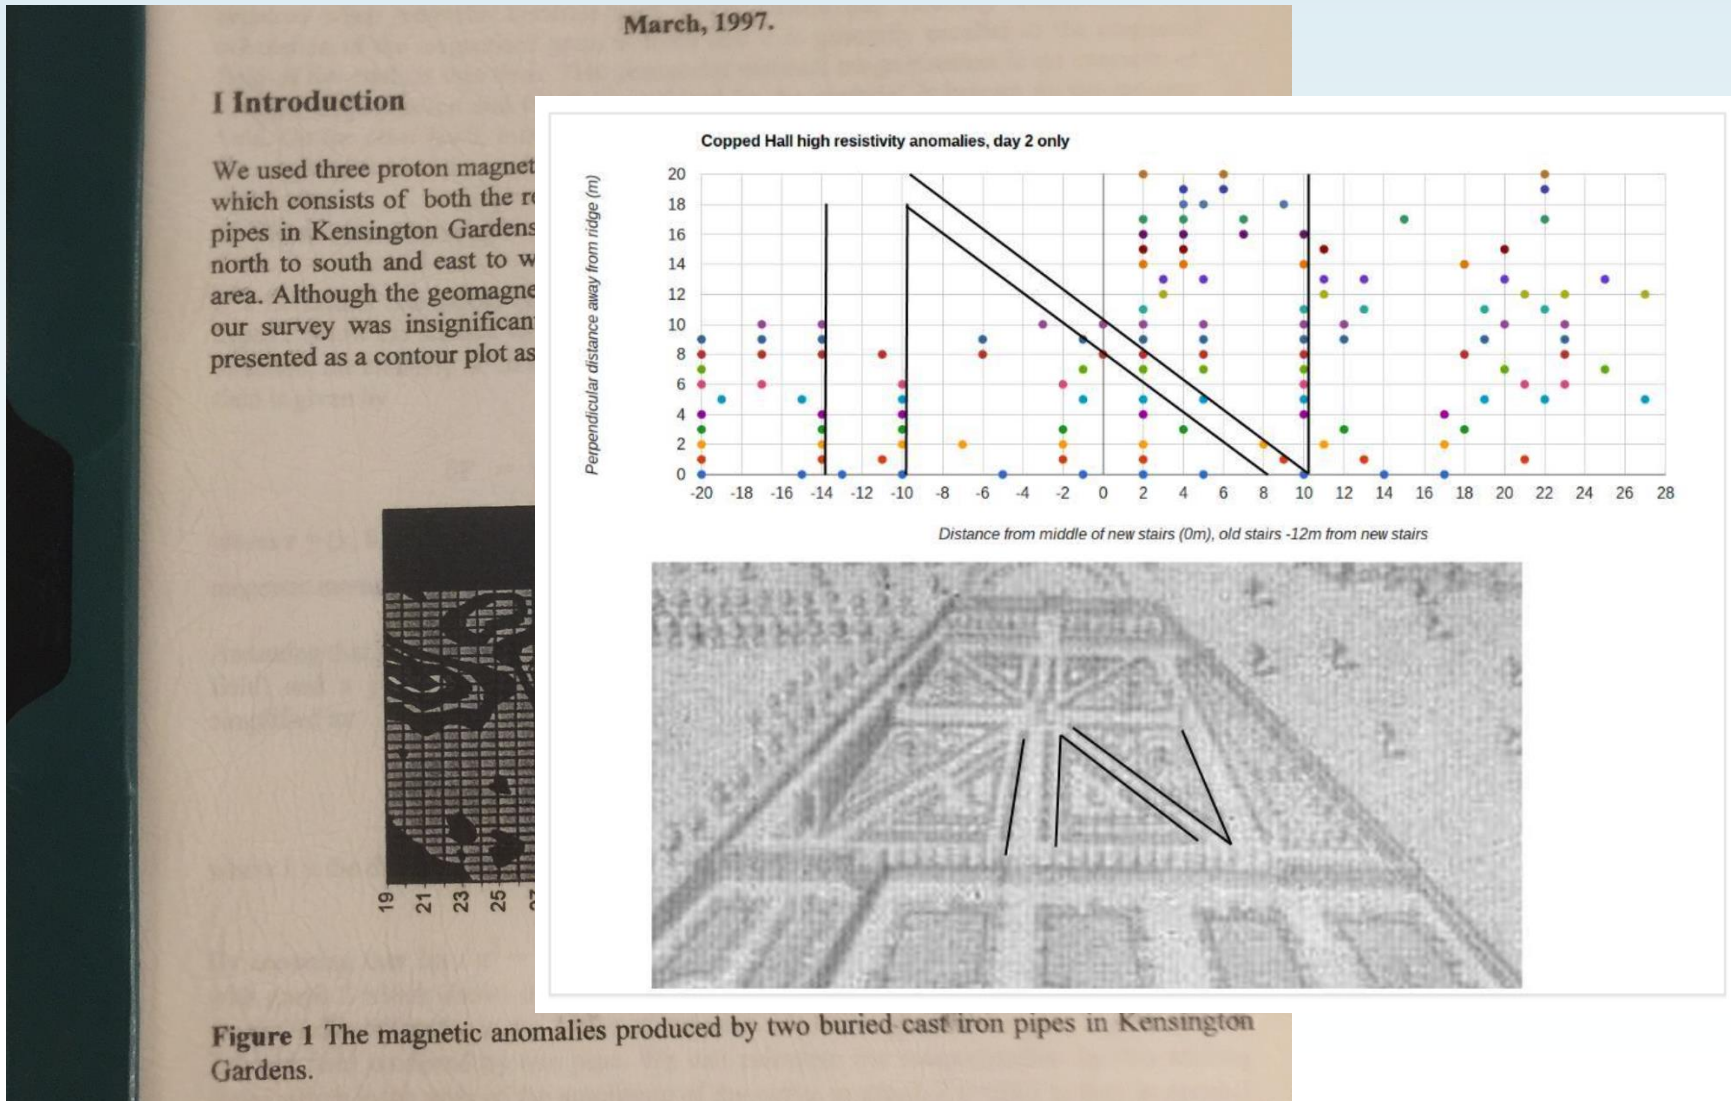 March, 1997.
I Introduction
We used three proton magnet
which consists of both the re
pipes in Kensington Gardens
north to south and east to w
area. Although the geomagne
our survey was insignifican
presented as a contour plot as
19
21
23
25
Figure 1 The magnetic anomalies produced by two buried cast iron pipes in Kensington
Gardens.
Copped Hall high resistivity anomalies, day 2 only
Perpendicular distance away from ridge (m)
20
18
16
14
12
10
8
6
4
2
0
-20 -18 -16 -14 -12 -10 -8 -6 -4 -2 0 2 4 6 8 10 12 14 16 18 20 22 24 26 28
Distance from middle of new stairs (0m), old stairs -12m from new stairs